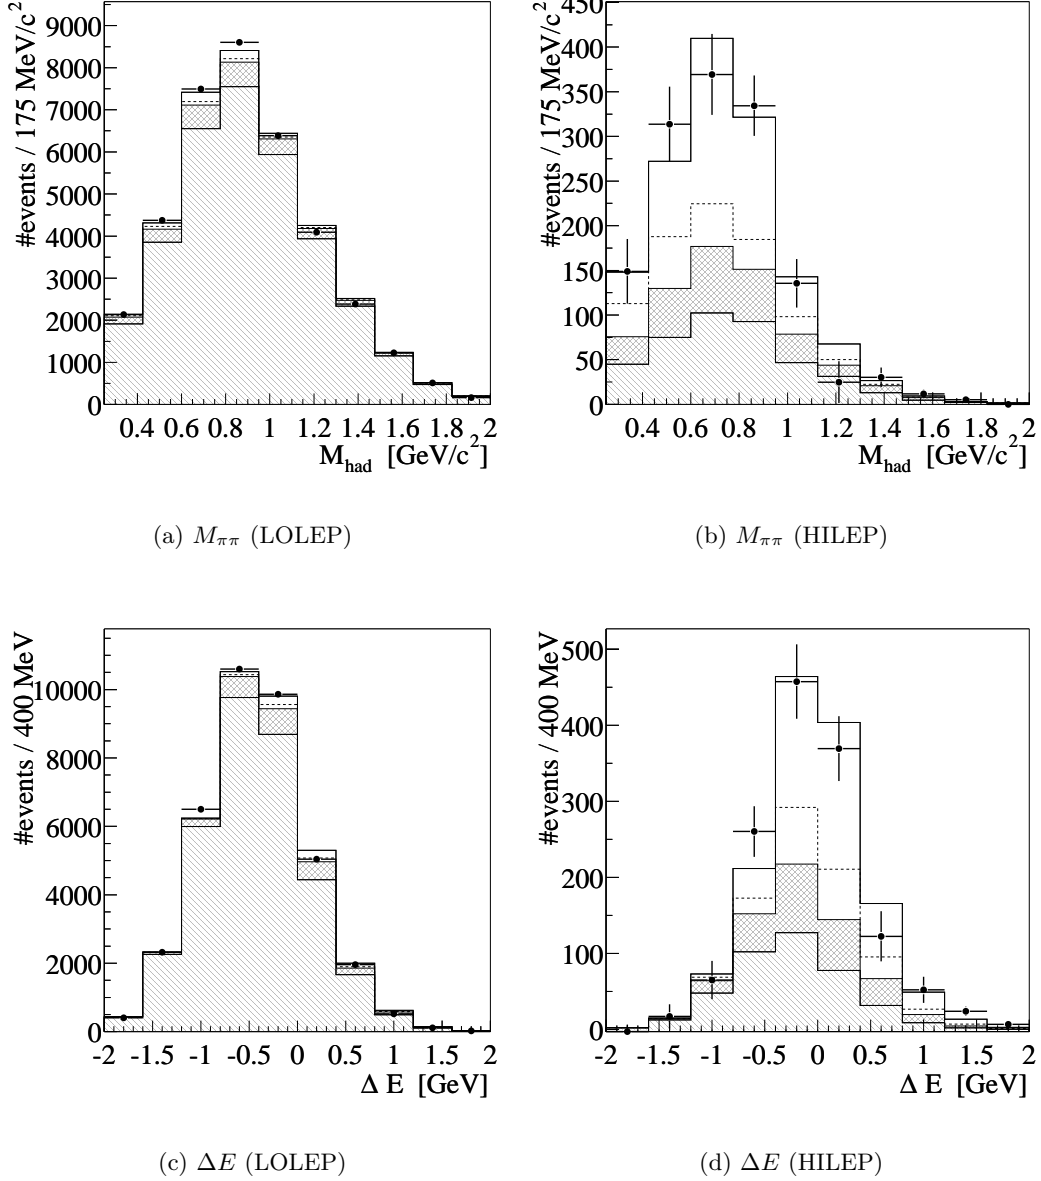 #events / 175 MeV/c2
9000
8000
7000
6000
5000
4000
3000
2000
1000
0
0.4 0.6 0.8 1 1.2 1.4 1.6 1.8 2
Mhad [GeV/c2]
(a) Mππ (LOLEP)
#events / 175 MeV/c2
450
400
350
300
250
200
150
100
50
0
0.4 0.6 0.8 1 1.2 1.4 1.6 1.8 2
Mhad [GeV/c2]
(b) Mππ (HILEP)
#events / 400 MeV
10000
8000
6000
4000
2000
0
-2 -1.5 -1 -0.5 0 0.5 1 1.5 2
Δ E [GeV]
(c) ΔE (LOLEP)
#events / 400 MeV
500
400
300
200
100
0
-2 -1.5 -1 -0.5 0 0.5 1 1.5 2
Δ E [GeV]
(d) ΔE (HILEP)